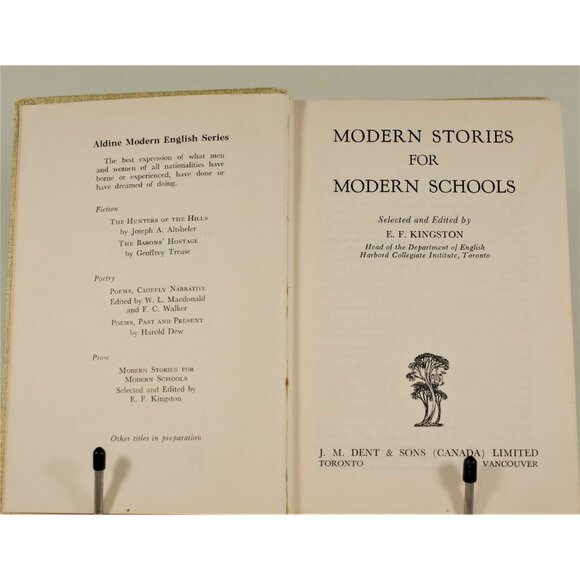 Aldine Modern English Series
The best expression of what men
and women of all nationalities have
borne or experienced, have done or
have dreamed of doing.
Fiction
The Hunters of the Hills
by Joseph A. Altsheler
The Barons' Hostage
by Geoffrey Trease
Poetry
Poems, Chiefly Narrative
Edited by W. L. Macdonald
and F. C. Walker
Poems, Past and Present
by Harold Dew
Prose
Modern Stories for
Modern Schools
Selected and Edited by
E. F. Kingston
Other titles in preparation
MODERN STORIES
FOR
MODERN SCHOOLS
Selected and Edited by
E. F. KINGSTON
Head of the Department of English
Harbord Collegiate Institute, Toronto
J. M. DENT & SONS (CANADA) LIMITED
TORONTO VANCOUVER